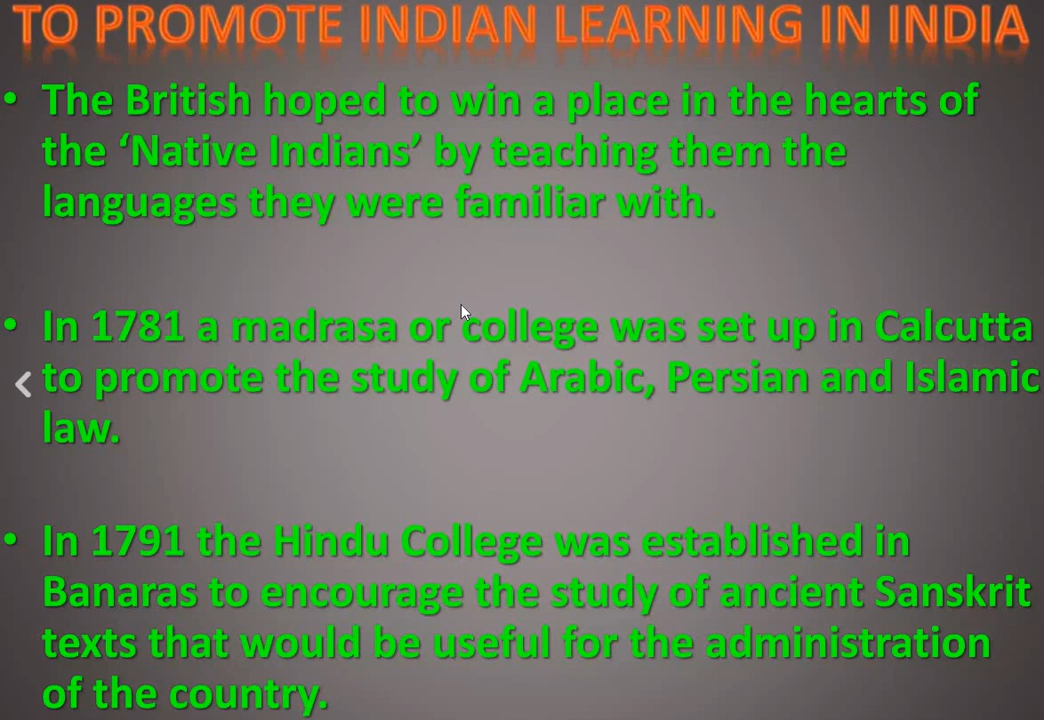 TO PROMOTE INDIAN LEARNING IN INDIA
• The British hoped to win a place in the hearts of
the ‘Native Indians’ by teaching them the
languages they were familiar with.
• In 1781 a madrasa or college was set up in Calcutta
to promote the study of Arabic, Persian and Islamic
law.
• In 1791 the Hindu College was established in
Banaras to encourage the study of ancient Sanskrit
texts that would be useful for the administration
of the country.